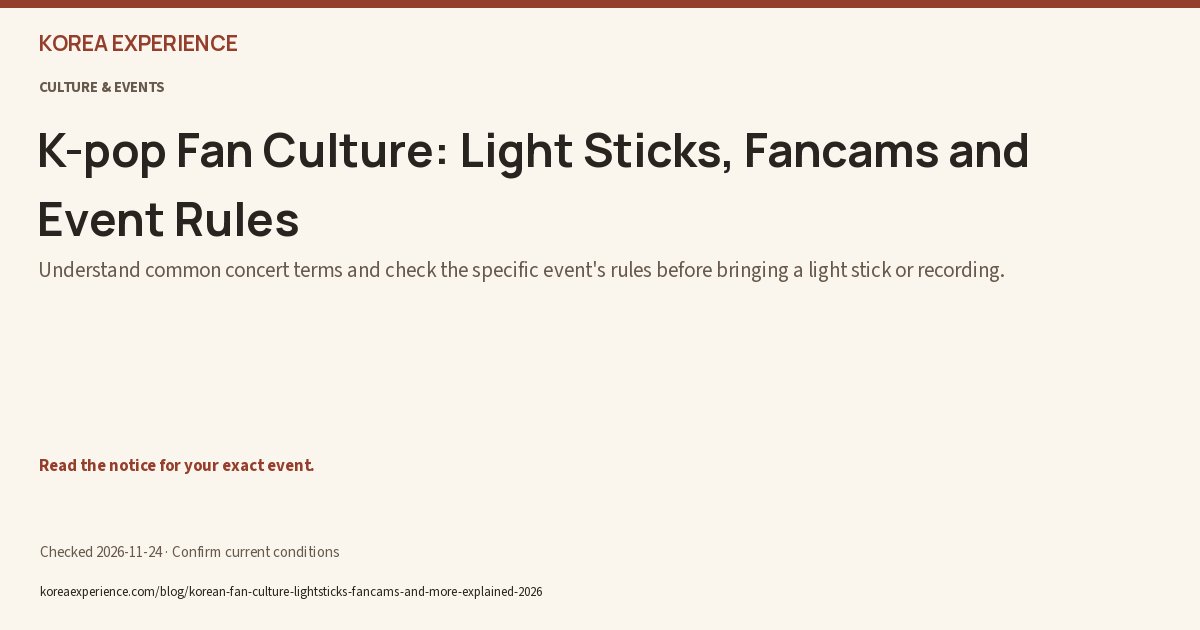 KOREA EXPERIENCE
CULTURE & EVENTS
K-pop Fan Culture: Light Sticks, Fancams and
Event Rules
Understand common concert terms and check the specific event's rules before bringing a light stick or recording.
Read the notice for your exact event.
Checked 2026-11-24 · Confirm current conditions
koreaexperience.com/blog/korean-fan-culture-lightsticks-fancams-and-more-explained-2026